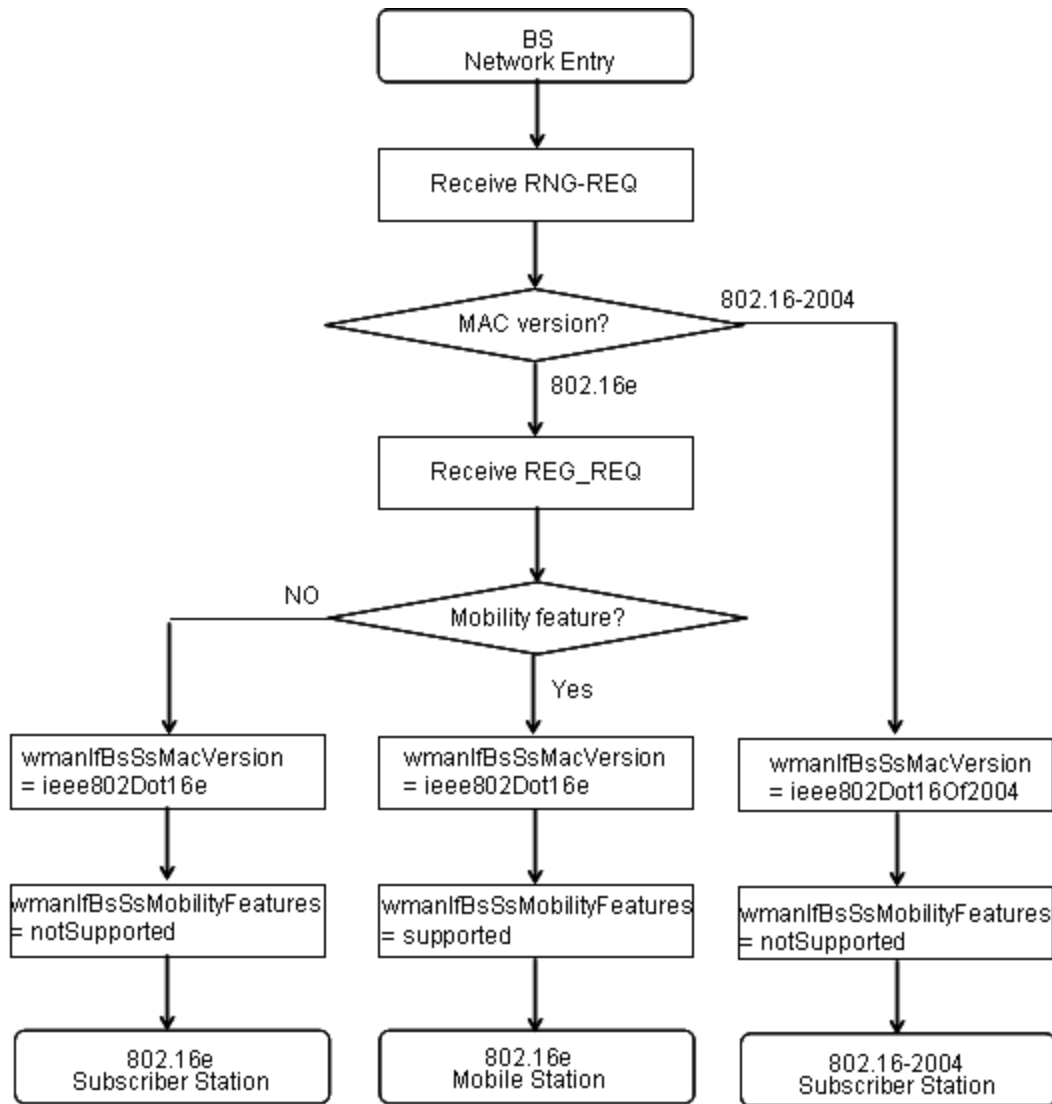 BS
Network Entry
Receive RNG-REQ
802.16-2004
MAC version?
802.16e
Receive REG_REQ
NO
Mobility feature?
Yes
wmanIfBsSsMacVersion
= ieee802Dot16e
wmanIfBsSsMacVersion
= ieee802Dot16e
wmanIfBsSsMacVersion
= ieee802Dot16Of2004
wmanIfBsSsMobilityFeatures
= notSupported
wmanIfBsSsMobilityFeatures
= supported
wmanIfBsSsMobilityFeatures
= notSupported
802.16e
Subscriber Station
802.16e
Mobile Station
802.16-2004
Subscriber Station